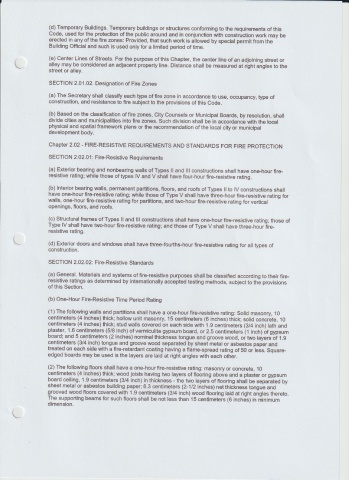 (d) Temporary Buildings. Temporary buildings or structures conforming to the requirements of this
Code, used for the protection of the public around and in conjunction with construction work may be
erected in any of the fire zones: Provided, that such work is allowed by special permit from the
Building Official and such is used only for a limited period of time.
(e) Center Lines of Streets. For the purpose of this Chapter, the center line of an adjoining street or
alley may be considered an adjacent property line. Distance shall be measured at right angles to the
street or alley.
SECTION 2.01.02: Designation of Fire Zones
(a) The Secretary shall classify each type of fire zone in accordance to use, occupancy, type of
construction, and resistance to fire subject to the provisions of this Code.
(b) Based on the classification of fire zones, City Counsels or Municipal Boards, by resolution, shall
divide cities and municipalities into fire zones. Such division shall be in accordance with the local
physical and spatial framework plans or the recommendation of the local city or municipal
development body.
Chapter 2.02 - FIRE-RESISTIVE REQUIREMENTS AND STANDARDS FOR FIRE PROTECTION
SECTION 2.02.01: Fire-Resistive Requirements
(a) Exterior bearing and nonbearing walls of Types II and III constructions shall have one-hour fire-
resistive rating; while those of types IV and V shall have four-hour fire-resistive rating.
(b) Interior bearing walls, permanent partitions, floors, and roofs of Types II to IV constructions shall
have one-hour fire-resistive rating; while those of Type V shall have three-hour fire-resistive rating for
walls, one-hour fire-resistive rating for partitions, and two-hour fire-resistive rating for vertical
openings, floors, and roofs.
(c) Structural frames of Types II and III constructions shall have one-hour fire-resistive rating; those of
Type IV shall have two-hour fire-resistive rating; and those of Type V shall have three-hour fire-
resistive rating.
(d) Exterior doors and windows shall have three-fourths-hour fire-resistive rating for all types of
construction.
SECTION 2.02.02: Fire-Resistive Standards
(a) General. Materials and systems of fire-resistive purposes shall be classified according to their fire-
resistive ratings as determined by internationally accepted testing methods, subject to the provisions
of this Section.
(b) One-Hour Fire-Resistive Time Period Rating
(1) The following walls and partitions shall have a one-hour fire-resistive rating: Solid masonry, 10
centimeters (4 inches) thick; hollow unit masonry, 15 centimeters (6 inches) thick; solid concrete, 10
centimeters (4 inches) thick; stud walls covered on each side with 1.9 centimeters (3/4 inch) lath and
plaster, 1.6 centimeters (5/8 inch) of vermiculite gypsum board, or 2.5 centimeters (1 inch) of gypsum
board; and 5 centimeters (2 inches) nominal thickness tongue and groove wood, or two layers of 1.9
centimeters (3/4 inch) tongue and groove wood separated by sheet metal or asbestos paper and
treated on each side with a fire-retardant coating having a flame-spread rating of 50 or less. Square-
edged boards may be used is the layers are laid at right angles with each other.
(2) The following floors shall have a one-hour fire-resistive rating: masonry or concrete, 10
centimeters (4 inches) thick; wood joists having two layers of flooring above and a plaster or gypsum
board ceiling, 1.9 centimeters (3/4 inch) in thickness - the two layers of flooring shall be separated by
sheet metal or asbestos building paper; 6.3 centimeters (2-1/2 inches) net thickness tongue and
grooved wood floors covered with 1.9 centimeters (3/4 inch) wood flooring laid at right angles thereto.
The supporting beams for such floors shall be not less than 15 centimeters (6 inches) in minimum
dimension.